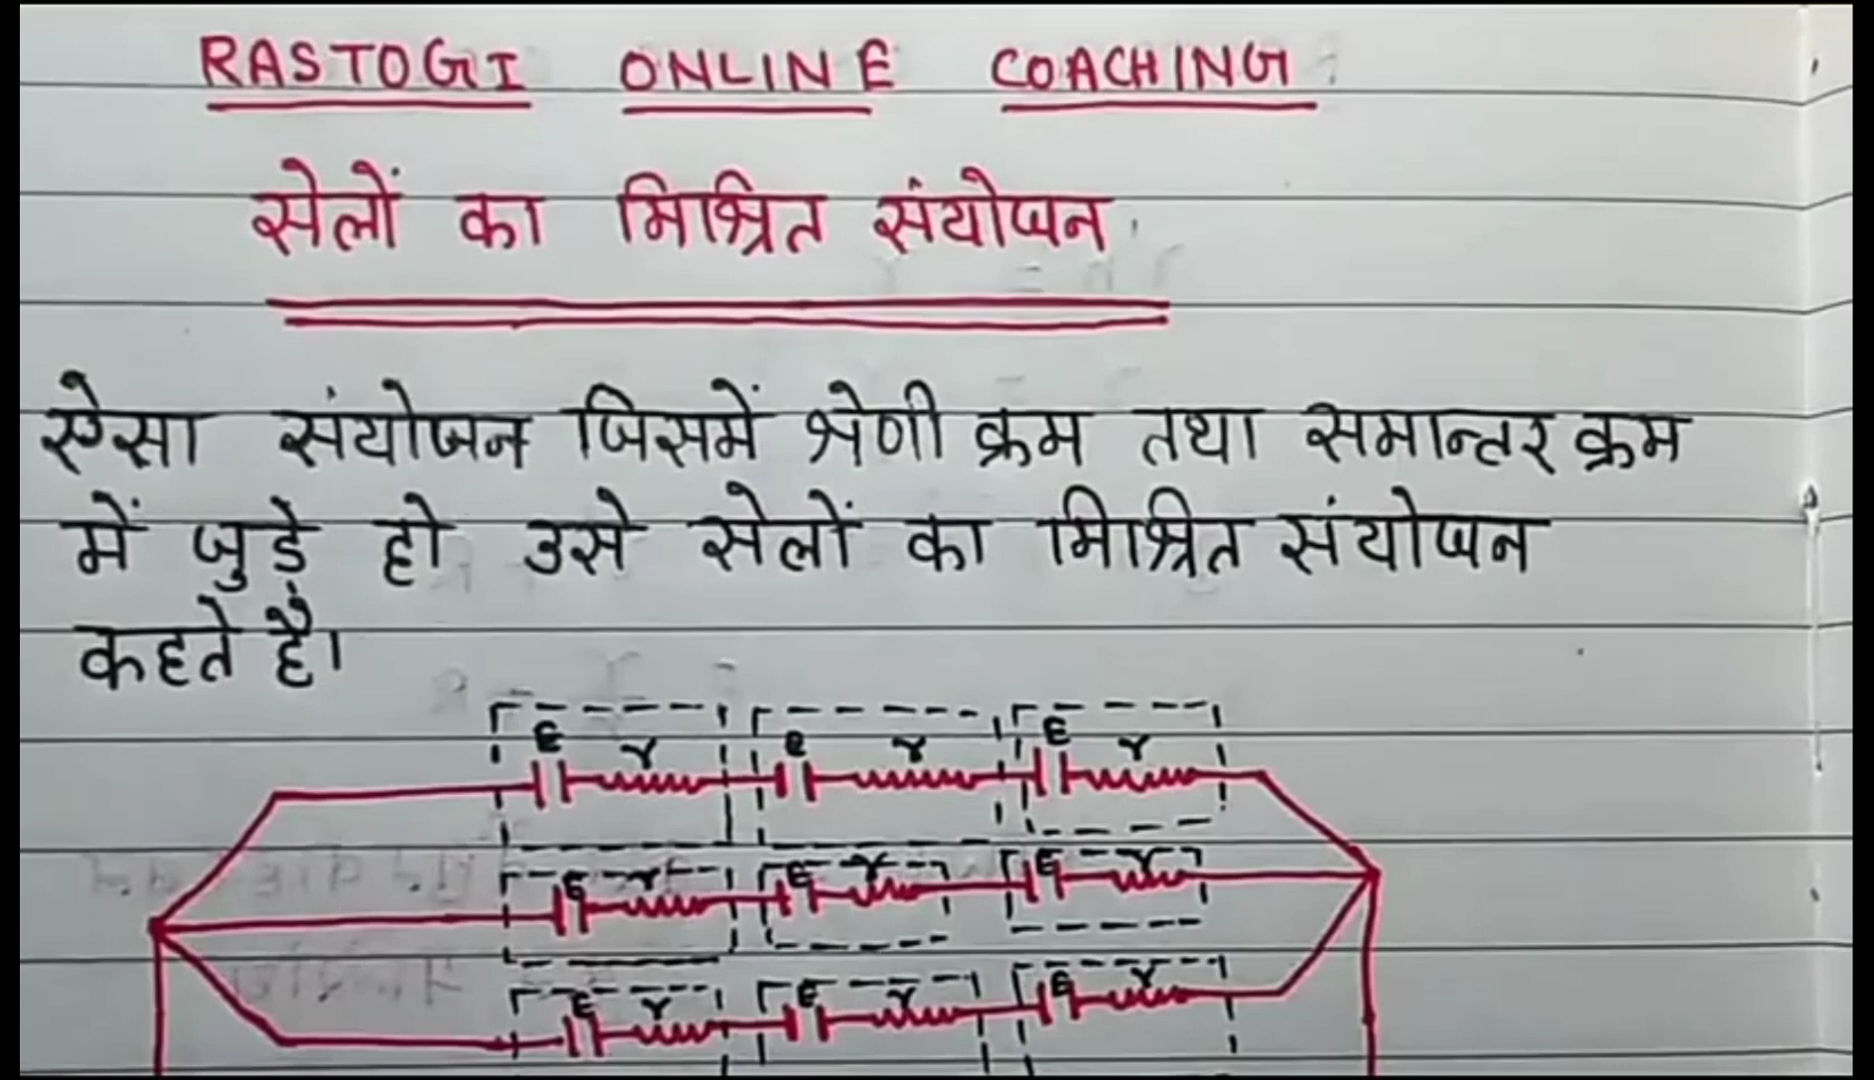 RASTOGI ONLINE COACHING
सेलों का मिश्रित संयोजन
ऐसा संयोजन जिसमें श्रेणी क्रम तथा समान्तर क्रम
में जुड़े हो उसे सेलों का मिश्रित संयोजन
कहते हैं।
E r E r E r
E r E r E r
E r E r E r